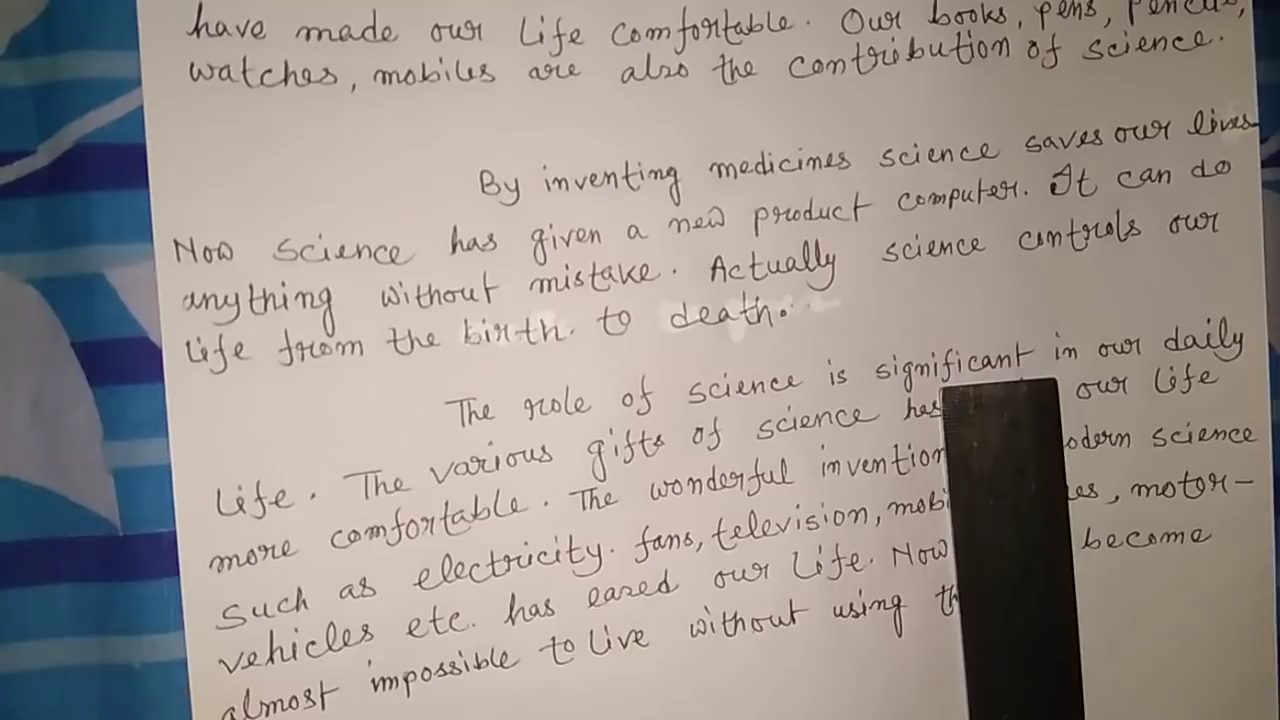 have made our life comfortable. Our books, pens, pencils,
watches, mobiles are also the contribution of science.
By inventing medicines science saves our lives
Now science has given a new product computer. It can do
anything without mistake. Actually science controls our
life from the birth. to death.
The role of science is significant in our daily
life. The various gifts of science has our life
more comfortable. The wonderful invention science
such as electricity. fans, television, motor-
vehicles etc. has eased our life. Now become
almost impossible to live without using